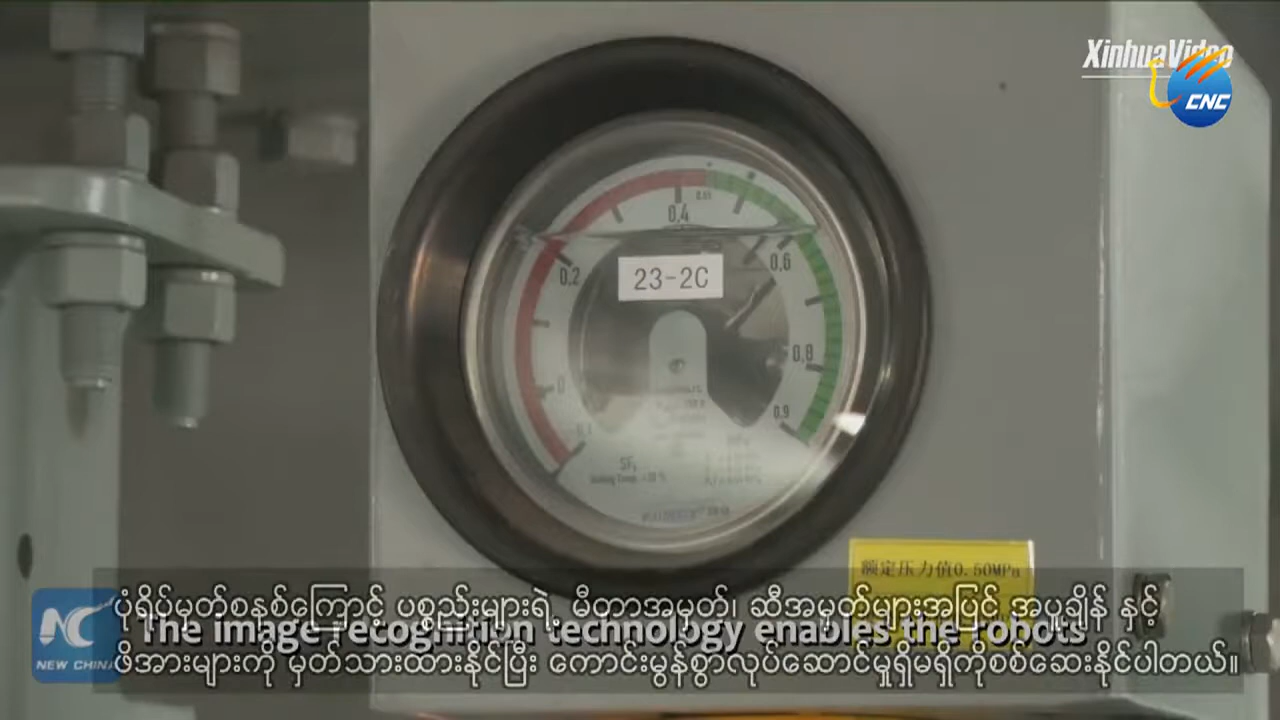 XinhuaVideo
CNC
0.4
0.2
0.6
23-2C
0.8
0
0.9
SF₆
额定压力值0.50MPa
ပုံရိပ်မှတ်စနစ်ကြောင့် ပစ္စည်းများရဲ့ မီတာအမှတ်၊ ဆီအမှတ်များအပြင် အပူချိန် နှင့်
The image recognition technology enables the robots
ဖိအားများကို မှတ်သားထားနိုင်ပြီး ကောင်းမွန်စွာလုပ်ဆောင်မှုရှိမရှိကိုစစ်ဆေးနိုင်ပါတယ်။
NC
NEW CHINA